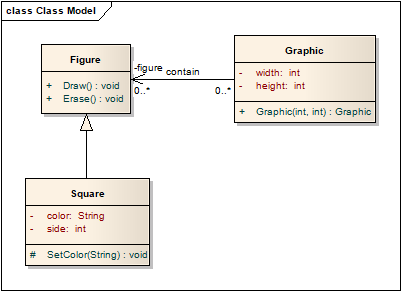 class Class Model
Figure
+ Draw() : void
+ Erase() : void
-figure
contain
0..*
0..*
Graphic
- width: int
- height: int
+ Graphic(int, int) : Graphic
Square
- color: String
- side: int
# SetColor(String) : void